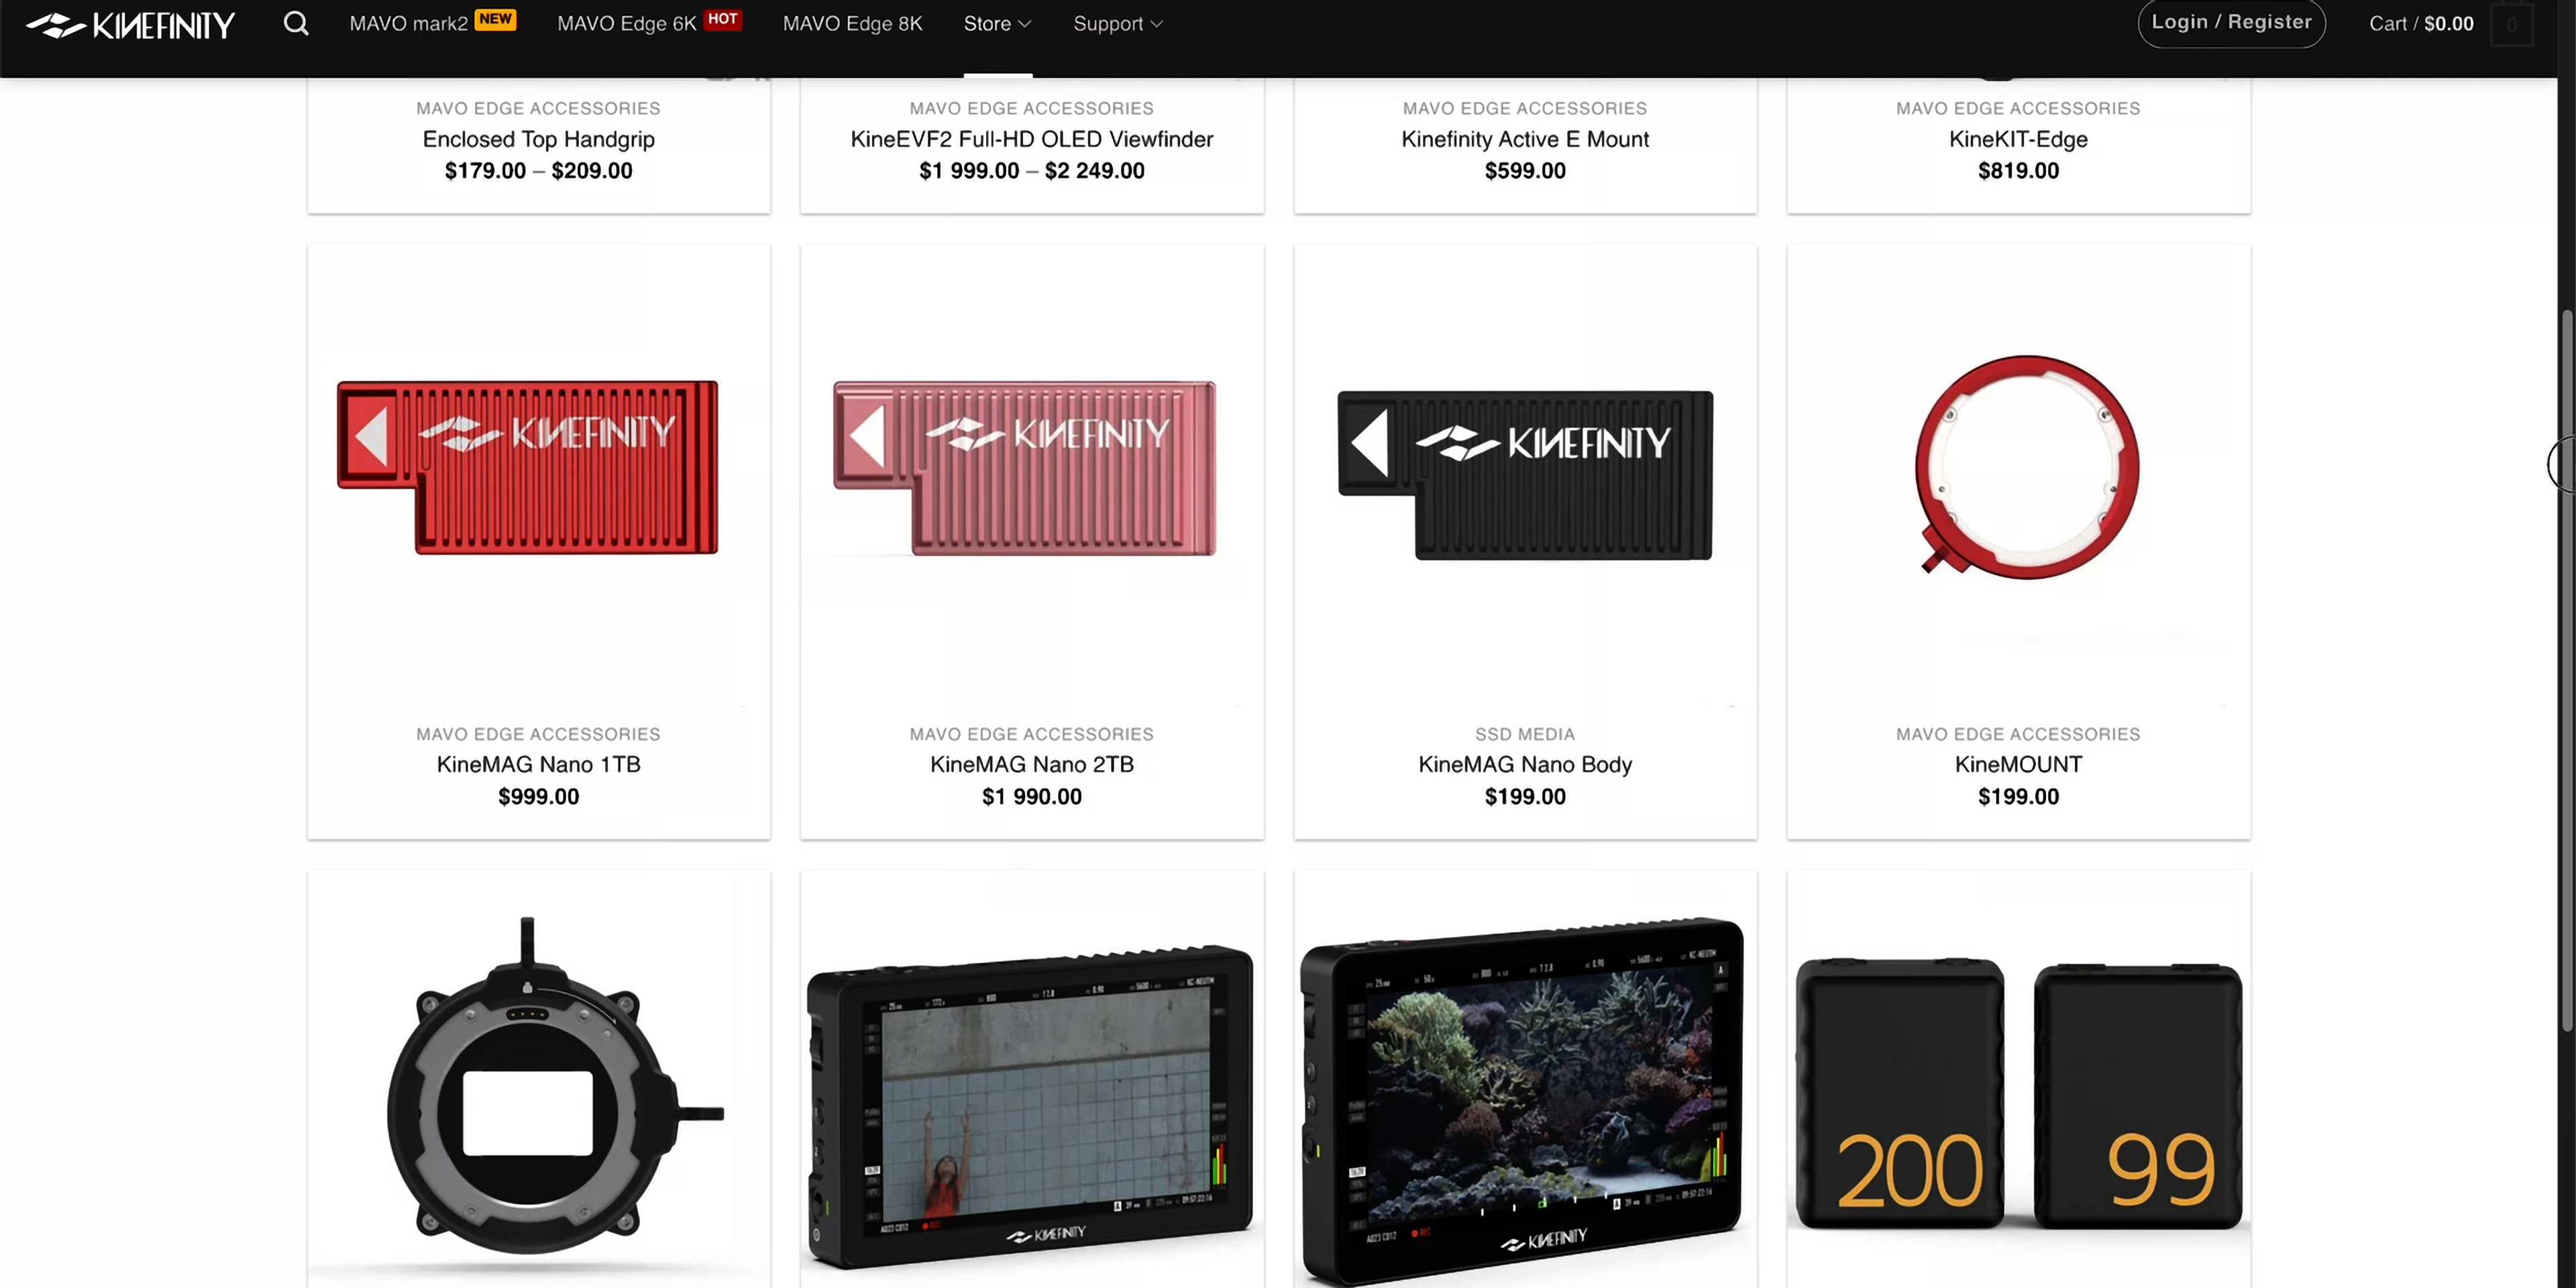 KINEFINITY
MAVO mark2 NEW
MAVO Edge 6K HOT
MAVO Edge 8K
Store
Support
Login / Register
Cart / $0.00
0
MAVO EDGE ACCESSORIES
Enclosed Top Handgrip
$179.00 – $209.00
MAVO EDGE ACCESSORIES
KineEVF2 Full-HD OLED Viewfinder
$1 999.00 – $2 249.00
MAVO EDGE ACCESSORIES
Kinefinity Active E Mount
$599.00
MAVO EDGE ACCESSORIES
KineKIT-Edge
$819.00
KINEFINITY
MAVO EDGE ACCESSORIES
KineMAG Nano 1TB
$999.00
KINEFINITY
MAVO EDGE ACCESSORIES
KineMAG Nano 2TB
$1 990.00
KINEFINITY
SSD MEDIA
KineMAG Nano Body
$199.00
MAVO EDGE ACCESSORIES
KineMOUNT
$199.00
KINEFINITY
KINEFINITY
200
99